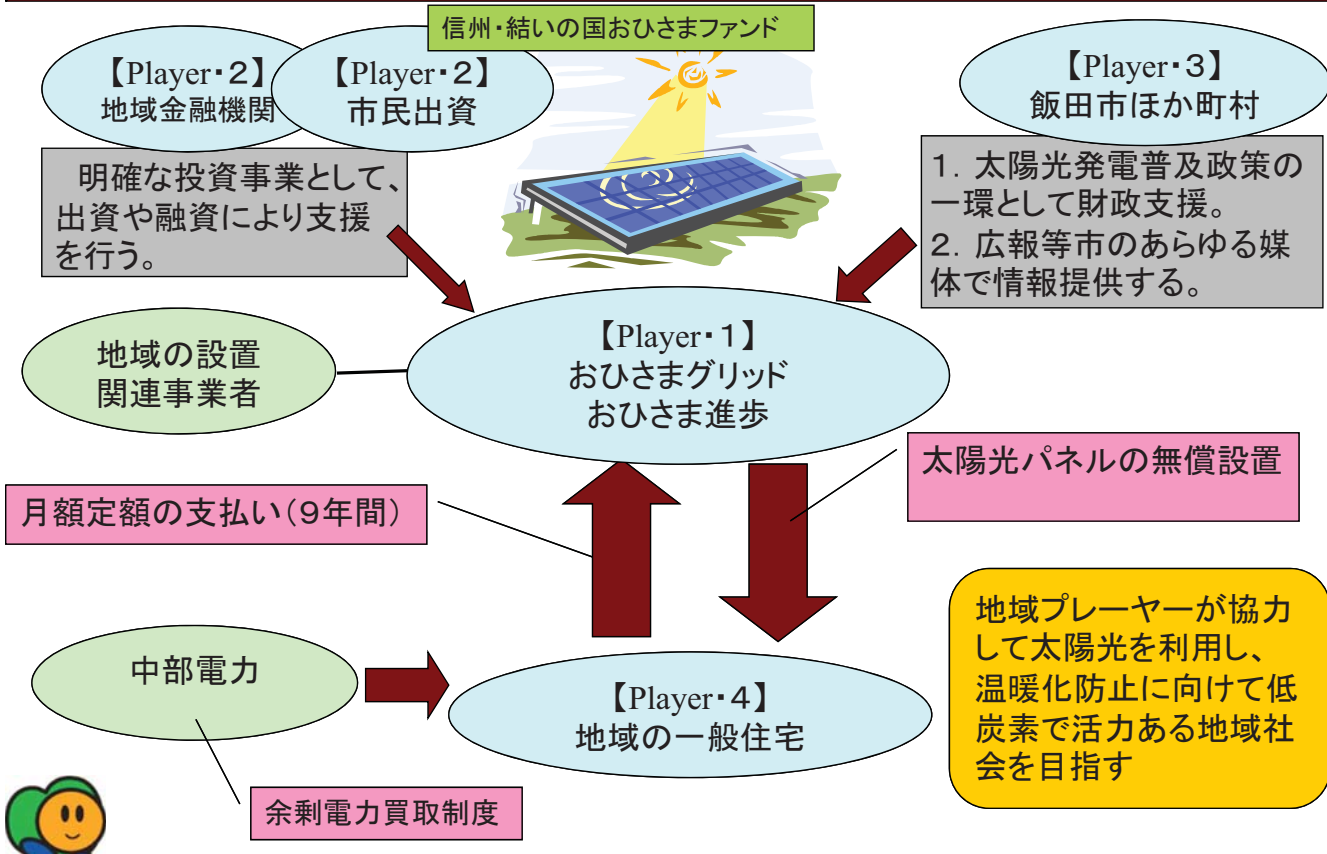 信州・結いの国おひさまファンド
【Player・2】
地域金融機関
【Player・2】
市民出資
【Player・3】
飯田市ほか町村
明確な投資事業として、
出資や融資により支援
を行う。
1. 太陽光発電普及政策の
一環として財政支援。
2. 広報等市のあらゆる媒
体で情報提供する。
【Player・1】
おひさまグリッド
おひさま進歩
地域の設置
関連事業者
太陽光パネルの無償設置
月額定額の支払い（９年間）
中部電力
【Player・4】
地域の一般住宅
地域プレーヤーが協力
して太陽光を利用し、
温暖化防止に向けて低
炭素で活力ある地域社
会を目指す
余剰電力買取制度